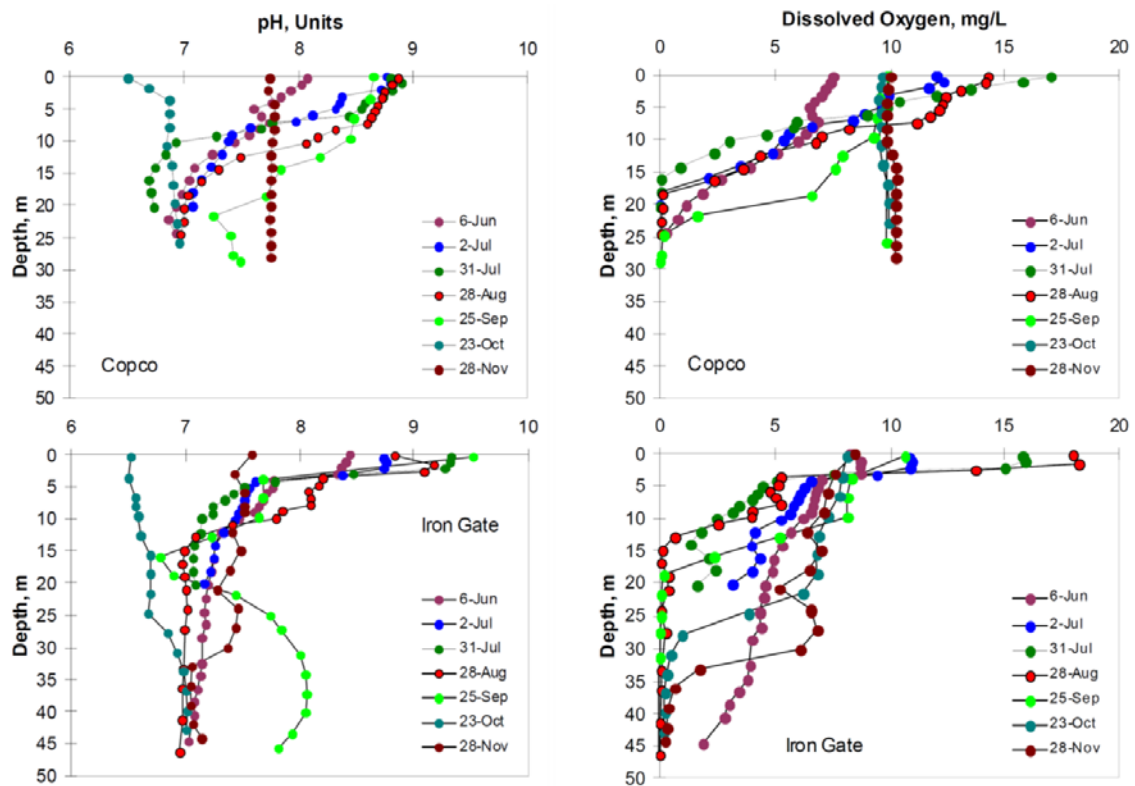 pH, Units
6 7 8 9 10
0
5
10
15
20
25
30
35
40
45
50
Depth, m
6-Jun
2-Jul
31-Jul
28-Aug
25-Sep
23-Oct
28-Nov
Copco
Dissolved Oxygen, mg/L
0 5 10 15 20
0
5
10
15
20
25
30
35
40
45
50
Depth, m
6-Jun
2-Jul
31-Jul
28-Aug
25-Sep
23-Oct
28-Nov
Copco
6 7 8 9 10
0
5
10
15
20
25
30
35
40
45
50
Depth, m
Iron Gate
6-Jun
2-Jul
31-Jul
28-Aug
25-Sep
23-Oct
28-Nov
0 5 10 15 20
0
5
10
15
20
25
30
35
40
45
50
Depth, m
6-Jun
2-Jul
31-Jul
28-Aug
25-Sep
23-Oct
28-Nov
Iron Gate